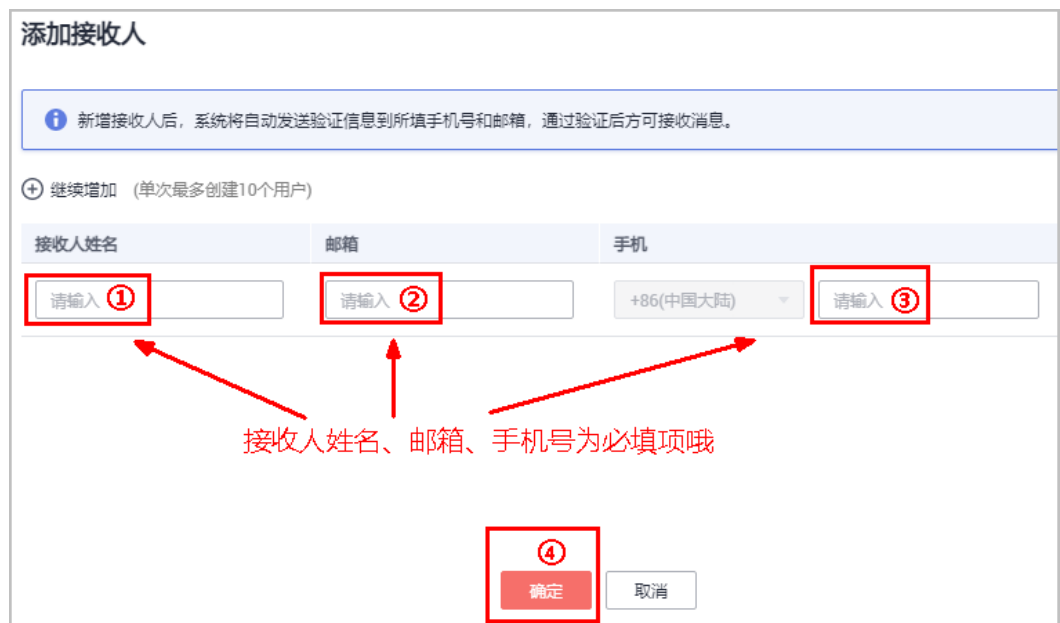 添加接收人
新增接收人后，系统将自动发送验证信息到所填手机号和邮箱，通过验证后方可接收消息。
继续增加 (单次最多创建10个用户)
接收人姓名 邮箱 手机
请输入 ① 请输入 ② +86(中国大陆) 请输入 ③
接收人姓名、邮箱、手机号为必填项哦
④
确定 取消